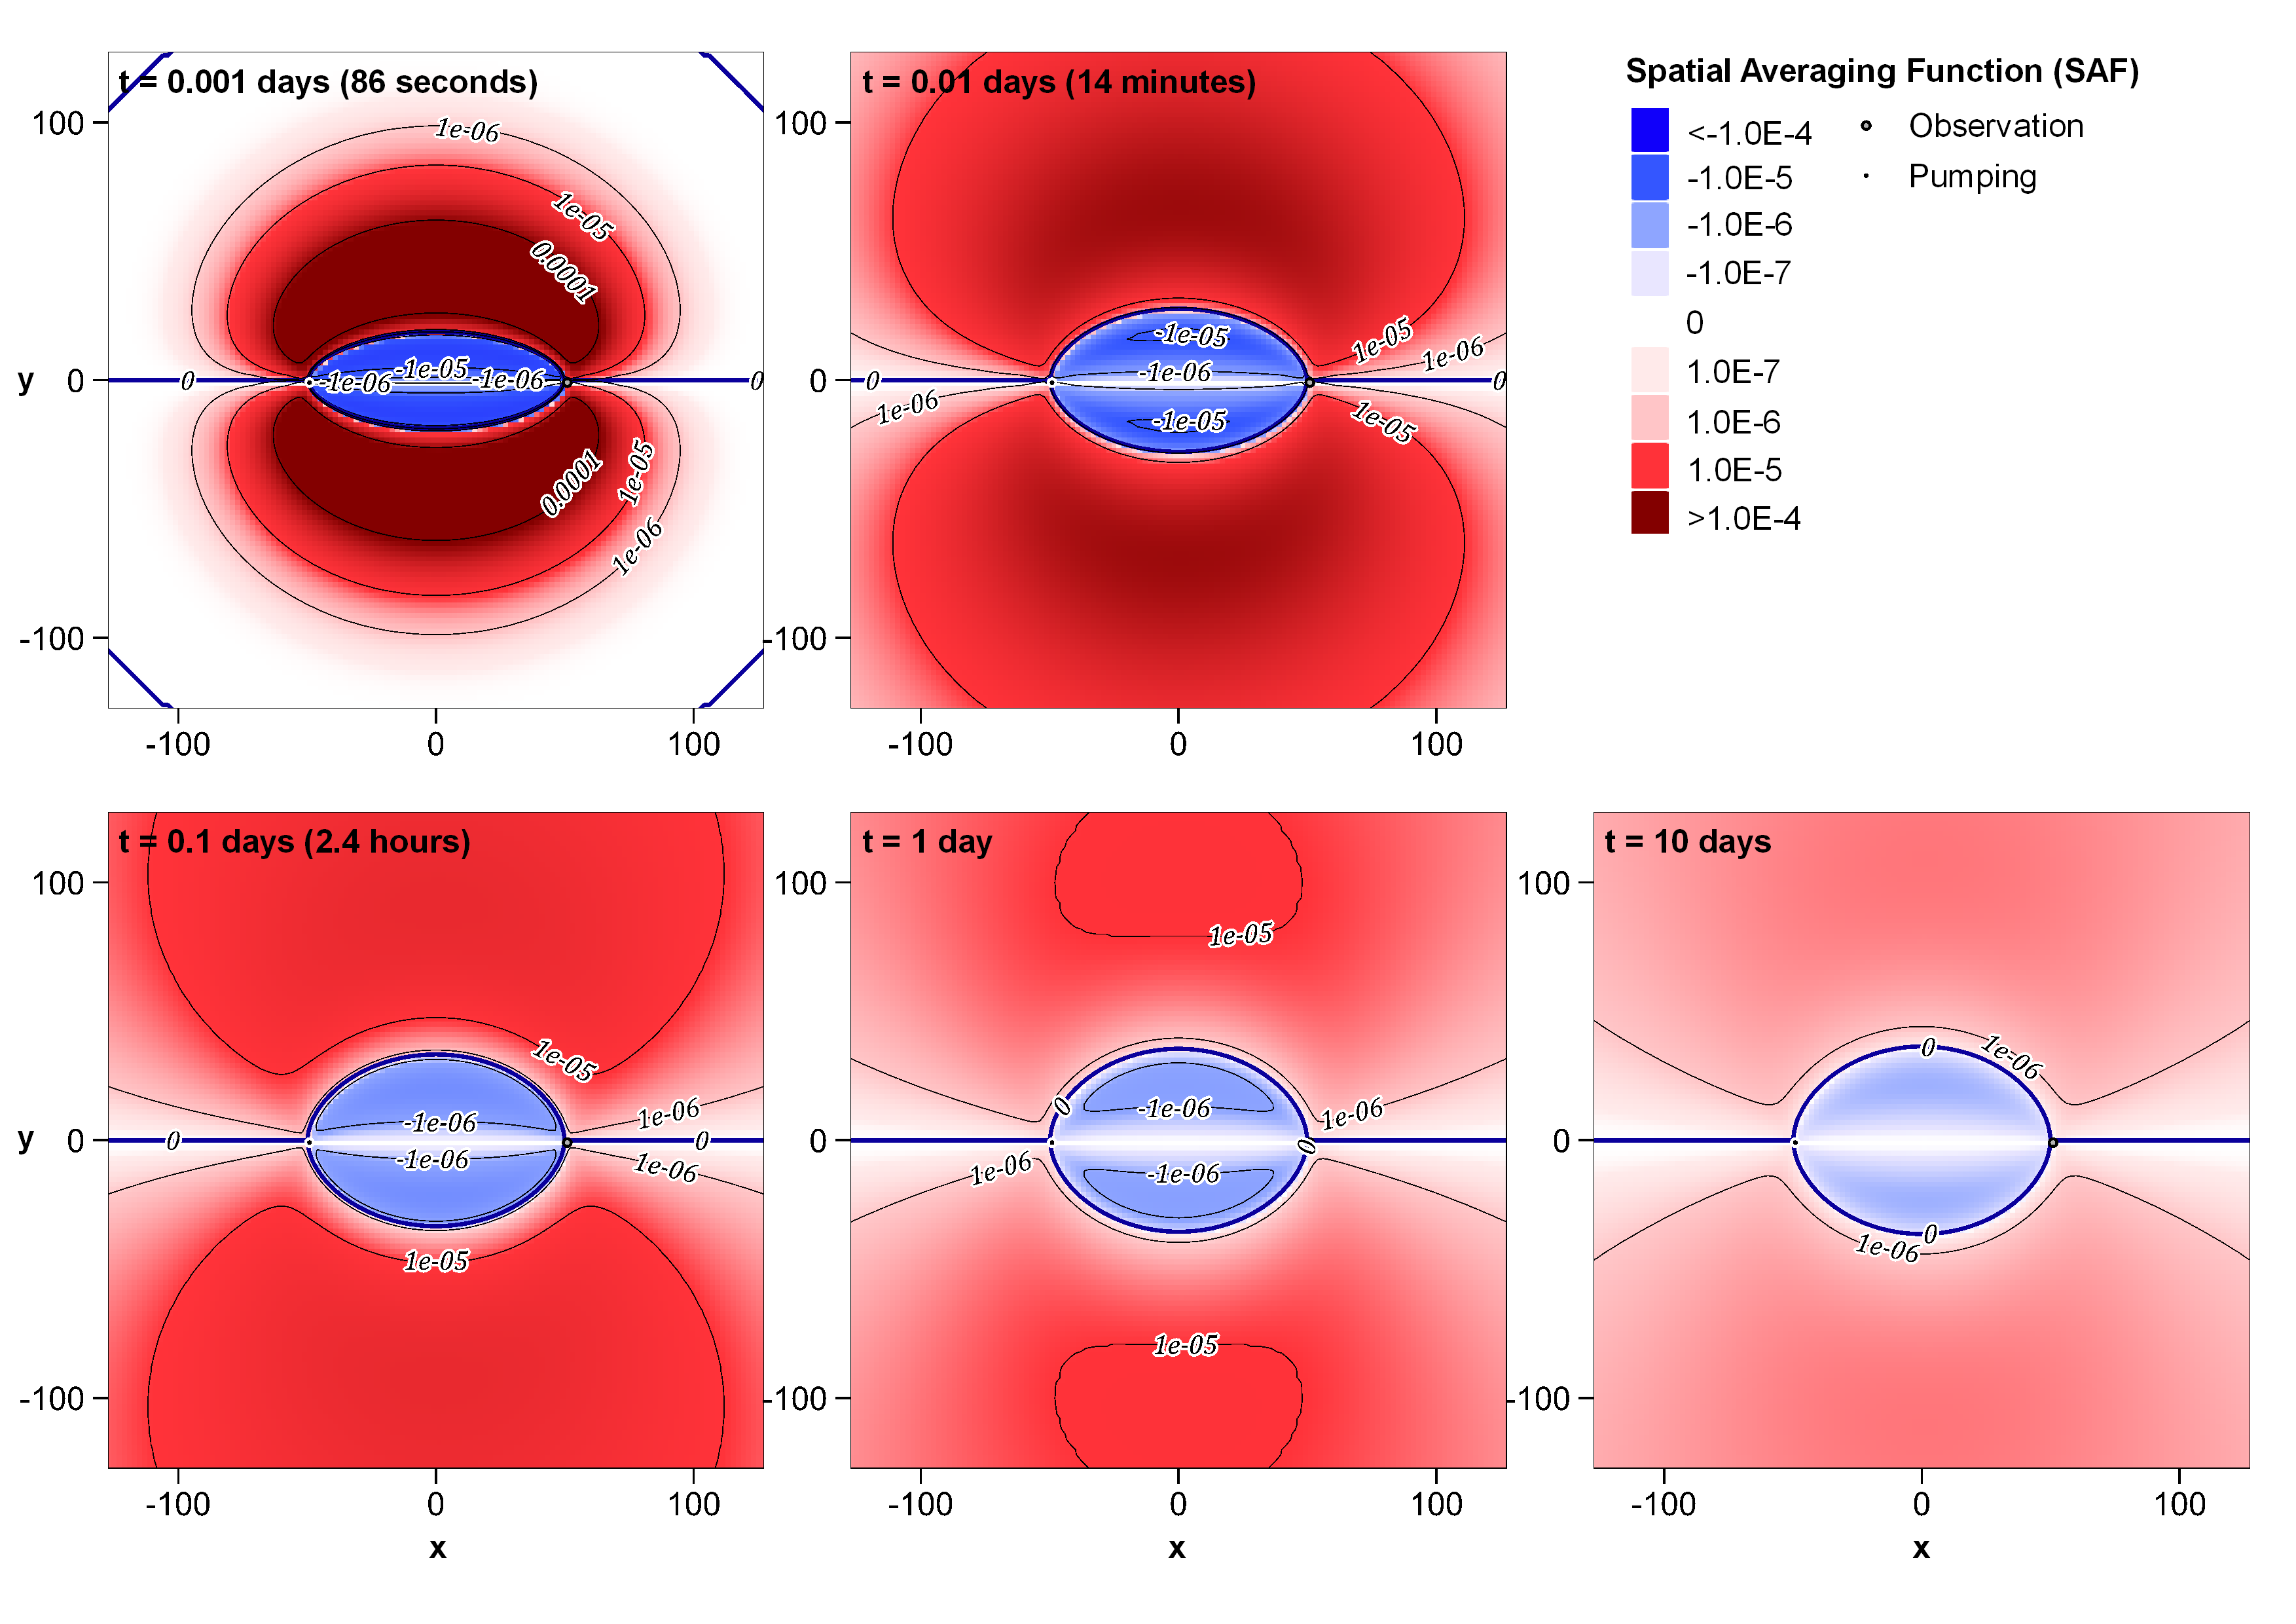 t = 0.001 days (86 seconds)
100
0
-100
y
-100 0 100
1e-06
1e-05
0.0001
0 -1e-06 -1e-05 -1e-06 0
0.0001
1e-05
1e-06
t = 0.01 days (14 minutes)
100
0
-100
-100 0 100
-1e-05
1e-05
1e-06
0 -1e-06 0
1e-06
-1e-05
1e-05
Spatial Averaging Function (SAF)
<-1.0E-4
-1.0E-5
-1.0E-6
-1.0E-7
0
1.0E-7
1.0E-6
1.0E-5
>1.0E-4
Observation
Pumping
t = 0.1 days (2.4 hours)
100
0
-100
y
-100 0 100
x
1e-05
-1e-06
1e-06
0 0
-1e-06
1e-06
1e-05
t = 1 day
100
0
-100
-100 0 100
x
1e-05
0
-1e-06
1e-06
0
1e-06
-1e-06
1e-05
t = 10 days
100
0
-100
-100 0 100
x
0
1e-06
0
1e-06